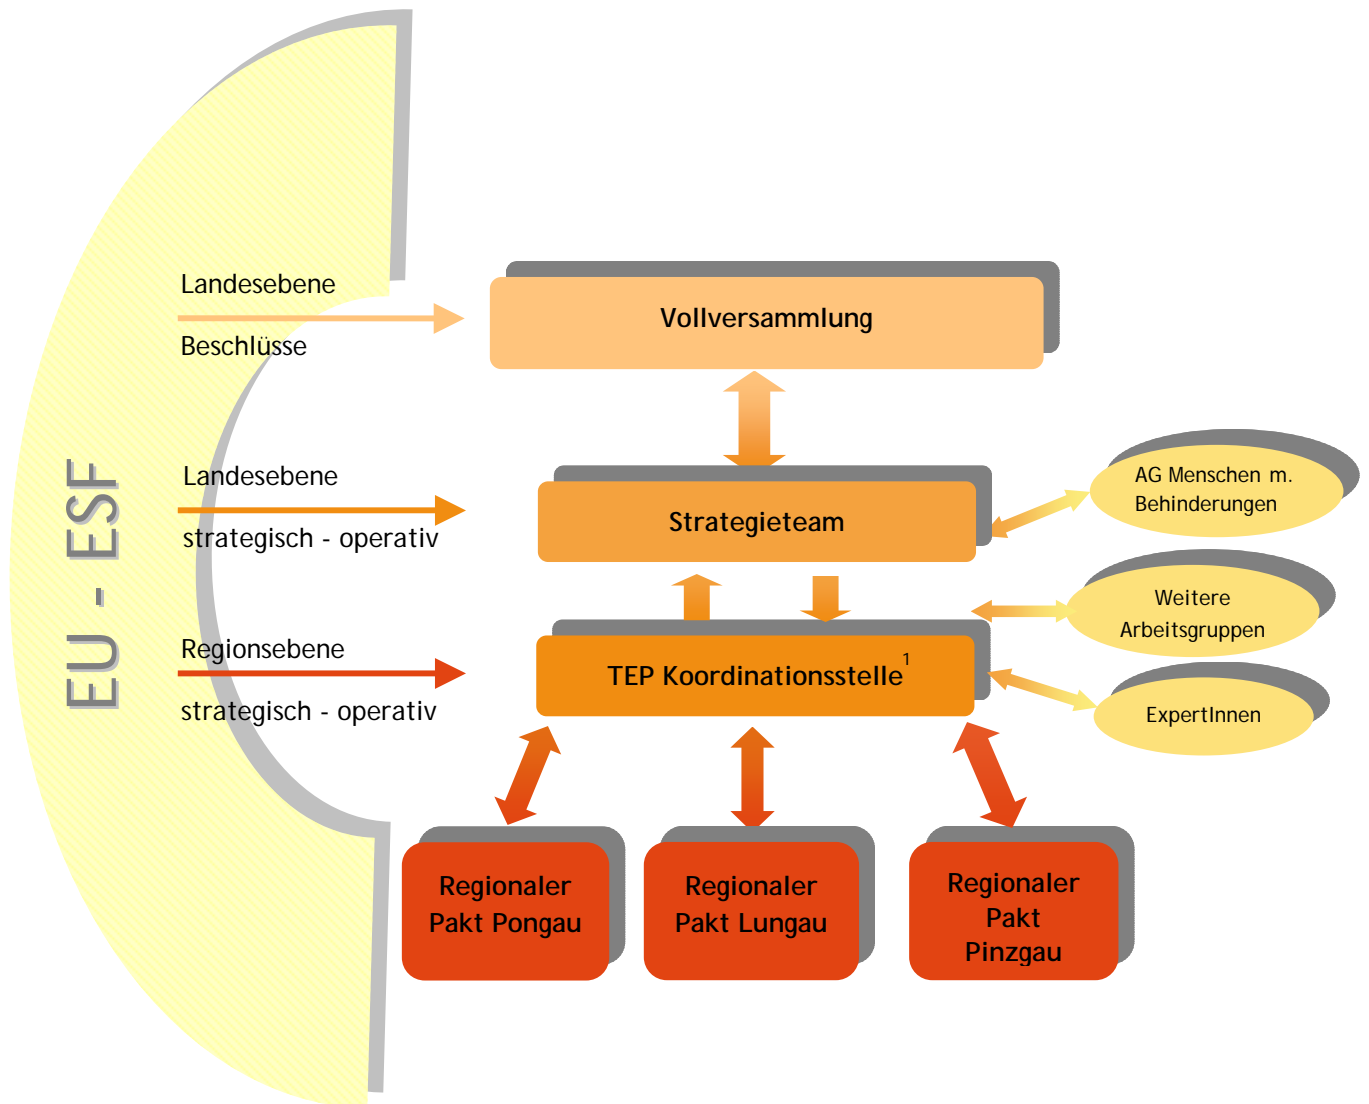 EU - ESF
Landesebene
Beschlüsse
Vollversammlung
Landesebene
strategisch - operativ
Strategieteam
AG Menschen m.
Behinderungen
Weitere
Arbeitsgruppen
Regionsebene
strategisch - operativ
TEP Koordinationsstelle¹
ExpertInnen
Regionaler
Pakt Pongau
Regionaler
Pakt Lungau
Regionaler
Pakt
Pinzgau